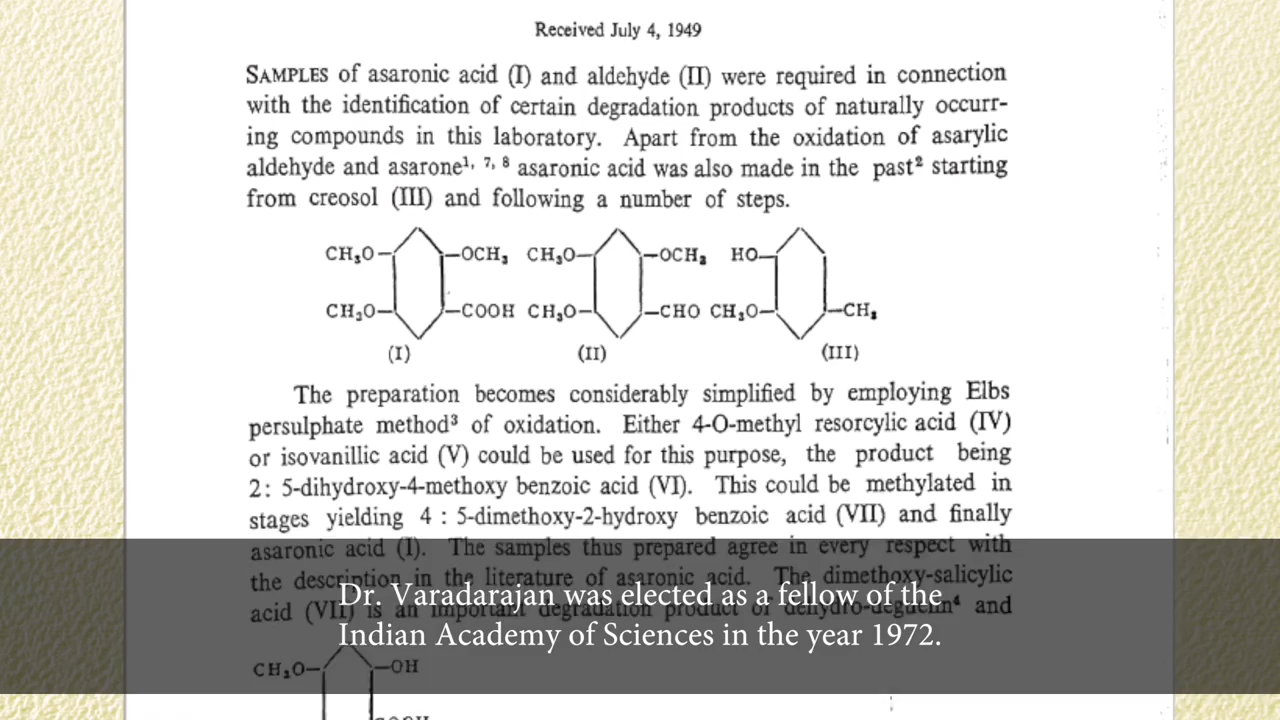 Received July 4, 1949
SAMPLES of asaronic acid (I) and aldehyde (II) were required in connection
with the identification of certain degradation products of naturally occurr-
ing compounds in this laboratory. Apart from the oxidation of asarylic
aldehyde and asarone¹, ⁷, ⁸ asaronic acid was also made in the past² starting
from creosol (III) and following a number of steps.
CH₃O— —OCH₃ CH₃O— —OCH₃ HO—
CH₃O— —COOH CH₃O— —CHO CH₃O— —CH₃
(I) (II) (III)
The preparation becomes considerably simplified by employing Elbs
persulphate method³ of oxidation. Either 4-O-methyl resorcylic acid (IV)
or isovanillic acid (V) could be used for this purpose, the product being
2: 5-dihydroxy-4-methoxy benzoic acid (VI). This could be methylated in
stages yielding 4 : 5-dimethoxy-2-hydroxy benzoic acid (VII) and finally
asaronic acid (I). The samples thus prepared agree in every respect with
the description in the literature of asaronic acid. The dimethoxy-salicylic
acid (VII) is an important degradation product of dehydro-deguelin⁴ and
Dr. Varadarajan was elected as a fellow of the
Indian Academy of Sciences in the year 1972.
CH₃O— —OH